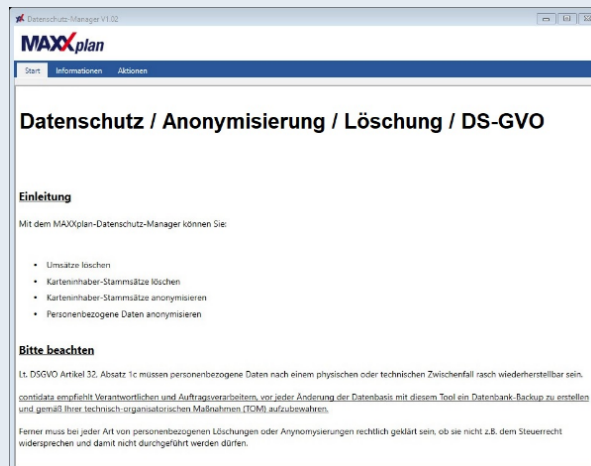 Datenschutz-Manager V1.02
MAXXplan
Start Informationen Aktionen
Datenschutz / Anonymisierung / Löschung / DS-GVO
Einleitung
Mit dem MAXXplan-Datenschutz-Manager können Sie:
• Umsätze löschen
• Karteninhaber-Stammsätze löschen
• Karteninhaber-Stammsätze anonymisieren
• Personenbezogene Daten anonymisieren
Bitte beachten
Lt. DSGVO Artikel 32, Absatz 1c müssen personenbezogene Daten nach einem physischen oder technischen Zwischenfall rasch wiederherstellbar sein.
contidata empfiehlt Verantwortlichen und Auftragsverarbeitern, vor jeder Änderung der Datenbasis mit diesem Tool ein Datenbank-Backup zu erstellen
und gemäß Ihrer technisch-organisatorischen Maßnahmen (TOM) aufzubewahren.
Ferner muss bei jeder Art von personenbezogenen Löschungen oder Anynomysierungen rechtlich geklärt sein, ob sie nicht z.B. dem Steuerrecht
widersprechen und damit nicht durchgeführt werden dürfen.